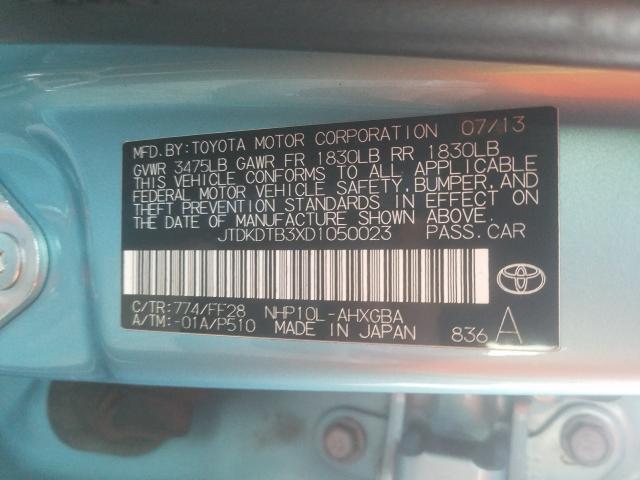 MFD. BY: TOYOTA MOTOR CORPORATION 07/13
GVWR 3475LB GAWR FR 1830LB RR 1830LB
THIS VEHICLE CONFORMS TO ALL APPLICABLE
FEDERAL MOTOR VEHICLE SAFETY, BUMPER, AND
THEFT PREVENTION STANDARDS IN EFFECT ON
THE DATE OF MANUFACTURE SHOWN ABOVE.
JTDKDTB3XD1050023 PASS. CAR
C/TR: 774/FF28 NHP10L-AHXGBA
A/TM: -01A/P510 MADE IN JAPAN 836 A